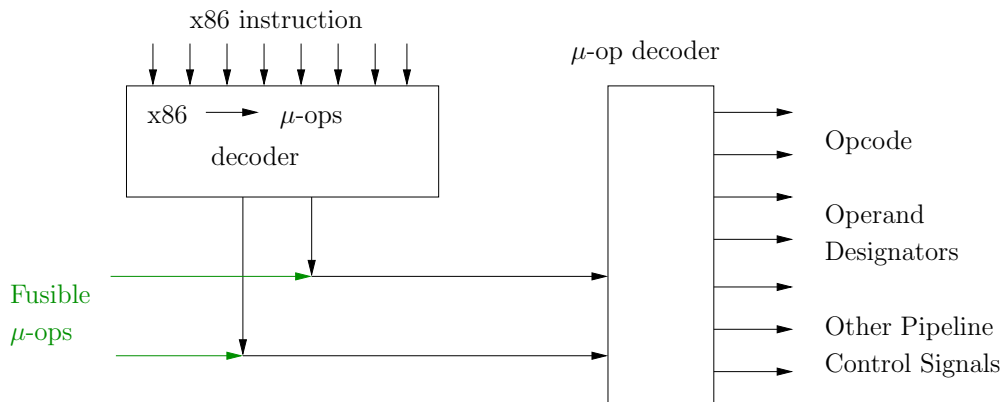 x86 instruction
μ-op decoder
x86 μ-ops
decoder
Opcode
Operand
Designators
Fusible
μ-ops
Other Pipeline
Control Signals